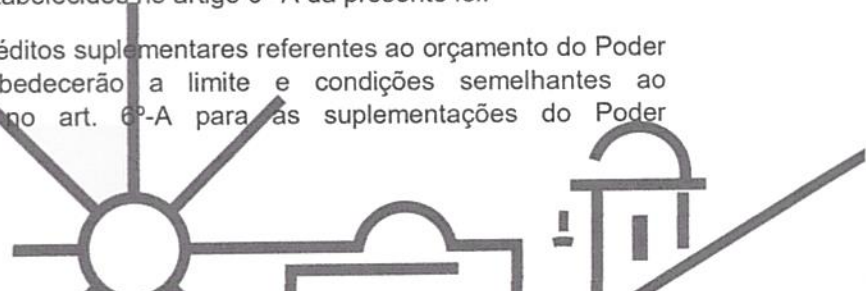 no artigo 6º-A da presente lei.
éditos suplementares referentes ao orçamento do Poder
bedecerão a limite e condições semelhantes ao
no art. 6º-A para as suplementações do Poder